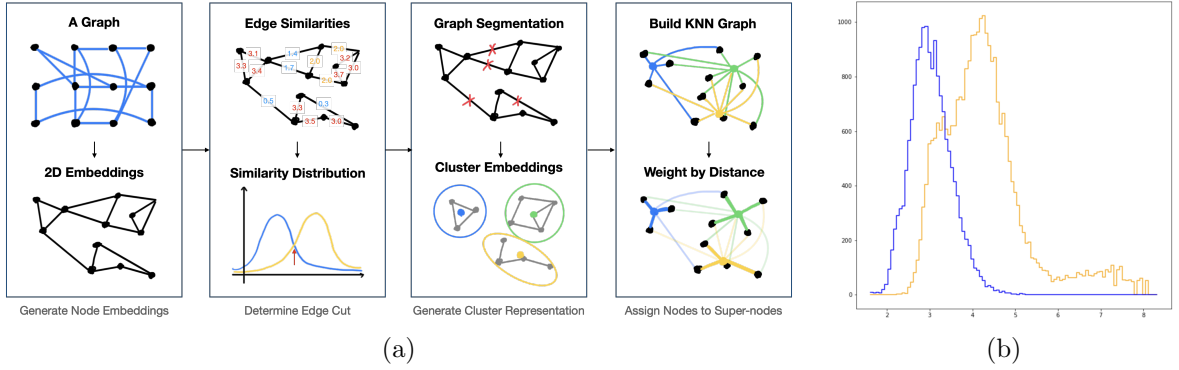 A Graph
2D Embeddings
Generate Node Embeddings
Edge Similarities
3.1
1.4
2.0
3.3
3.4
1.7
2.0
3.2
3.0
3.7
2.0
0.5
3.3
0.3
3.5
3.6
Similarity Distribution
Determine Edge Cut
Graph Segmentation
Cluster Embeddings
Generate Cluster Representation
Build KNN Graph
Weight by Distance
Assign Nodes to Super-nodes
(a)
1000
800
600
400
200
0
2 3 4 5 6 7 8
(b)